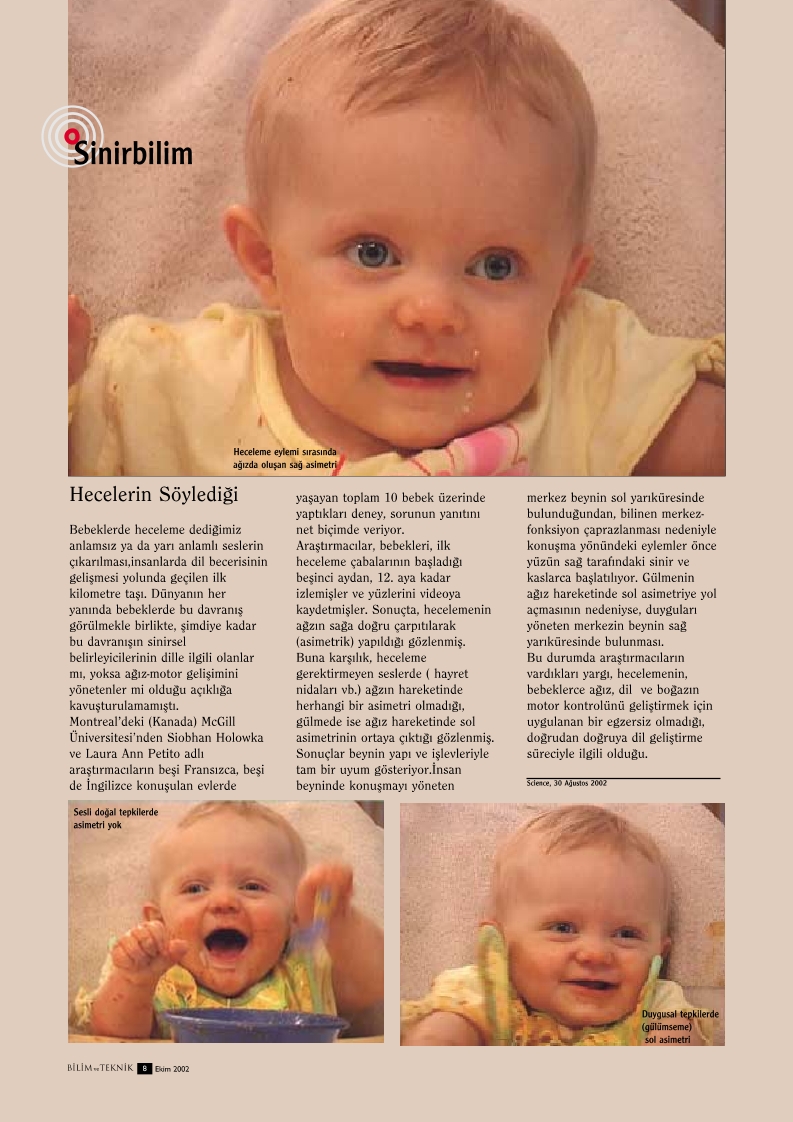 Sinirbilim
Heceleme eylemi sırasında
ağızda oluşan sağ asimetri
Hecelerin Söylediği
Bebeklerde heceleme dediğimiz
anlamsız ya da yarı anlamlı seslerin
çıkarılması,insanlarda dil becerisinin
gelişmesi yolunda geçilen ilk
kilometre taşı. Dünyanın her
yanında bebeklerde bu davranış
görülmekle birlikte, şimdiye kadar
bu davranışın sinirsel
belirleyicilerinin dille ilgili olanlar
mı, yoksa ağız-motor gelişimini
yönetenler mi olduğu açıklığa
kavuşturulamamıştı.
Montreal’deki (Kanada) McGill
Üniversitesi’nden Siobhan Holowka
ve Laura Ann Petito adlı
araştırmacıların beşi Fransızca, beşi
de İngilizce konuşulan evlerde
yaşayan toplam 10 bebek üzerinde
yaptıkları deney, sorunun yanıtını
net biçimde veriyor.
Araştırmacılar, bebekleri, ilk
heceleme çabalarının başladığı
beşinci aydan, 12. aya kadar
izlemişler ve yüzlerini videoya
kaydetmişler. Sonuçta, hecelemenin
ağzın sağa doğru çarpıtılarak
(asimetrik) yapıldığı gözlenmiş.
Buna karşılık, heceleme
gerektirmeyen seslerde ( hayret
nidaları vb.) ağzın hareketinde
herhangi bir asimetri olmadığı,
gülmede ise ağız hareketinde sol
asimetrinin ortaya çıktığı gözlenmiş.
Sonuçlar beynin yapı ve işlevleriyle
tam bir uyum gösteriyor.İnsan
beyninde konuşmayı yöneten
merkez beynin sol yarıküresinde
bulunduğundan, bilinen merkez-
fonksiyon çaprazlanması nedeniyle
konuşma yönündeki eylemler önce
yüzün sağ tarafındaki sinir ve
kaslarca başlatılıyor. Gülmenin
ağız hareketinde sol asimetriye yol
açmasının nedeniyse, duyguları
yöneten merkezin beynin sağ
yarıküresinde bulunması.
Bu durumda araştırmacıların
vardıkları yargı, hecelemenin,
bebeklerce ağız, dil  ve boğazın
motor kontrolünü geliştirmek için
uygulanan bir egzersiz olmadığı,
doğrudan doğruya dil geliştirme
süreciyle ilgili olduğu.
Science, 30 Ağustos 2002
Sesli doğal tepkilerde
asimetri yok
Duygusal tepkilerde
(gülümseme)
sol asimetri
BİLİM ve TEKNİK 8 Ekim 2002